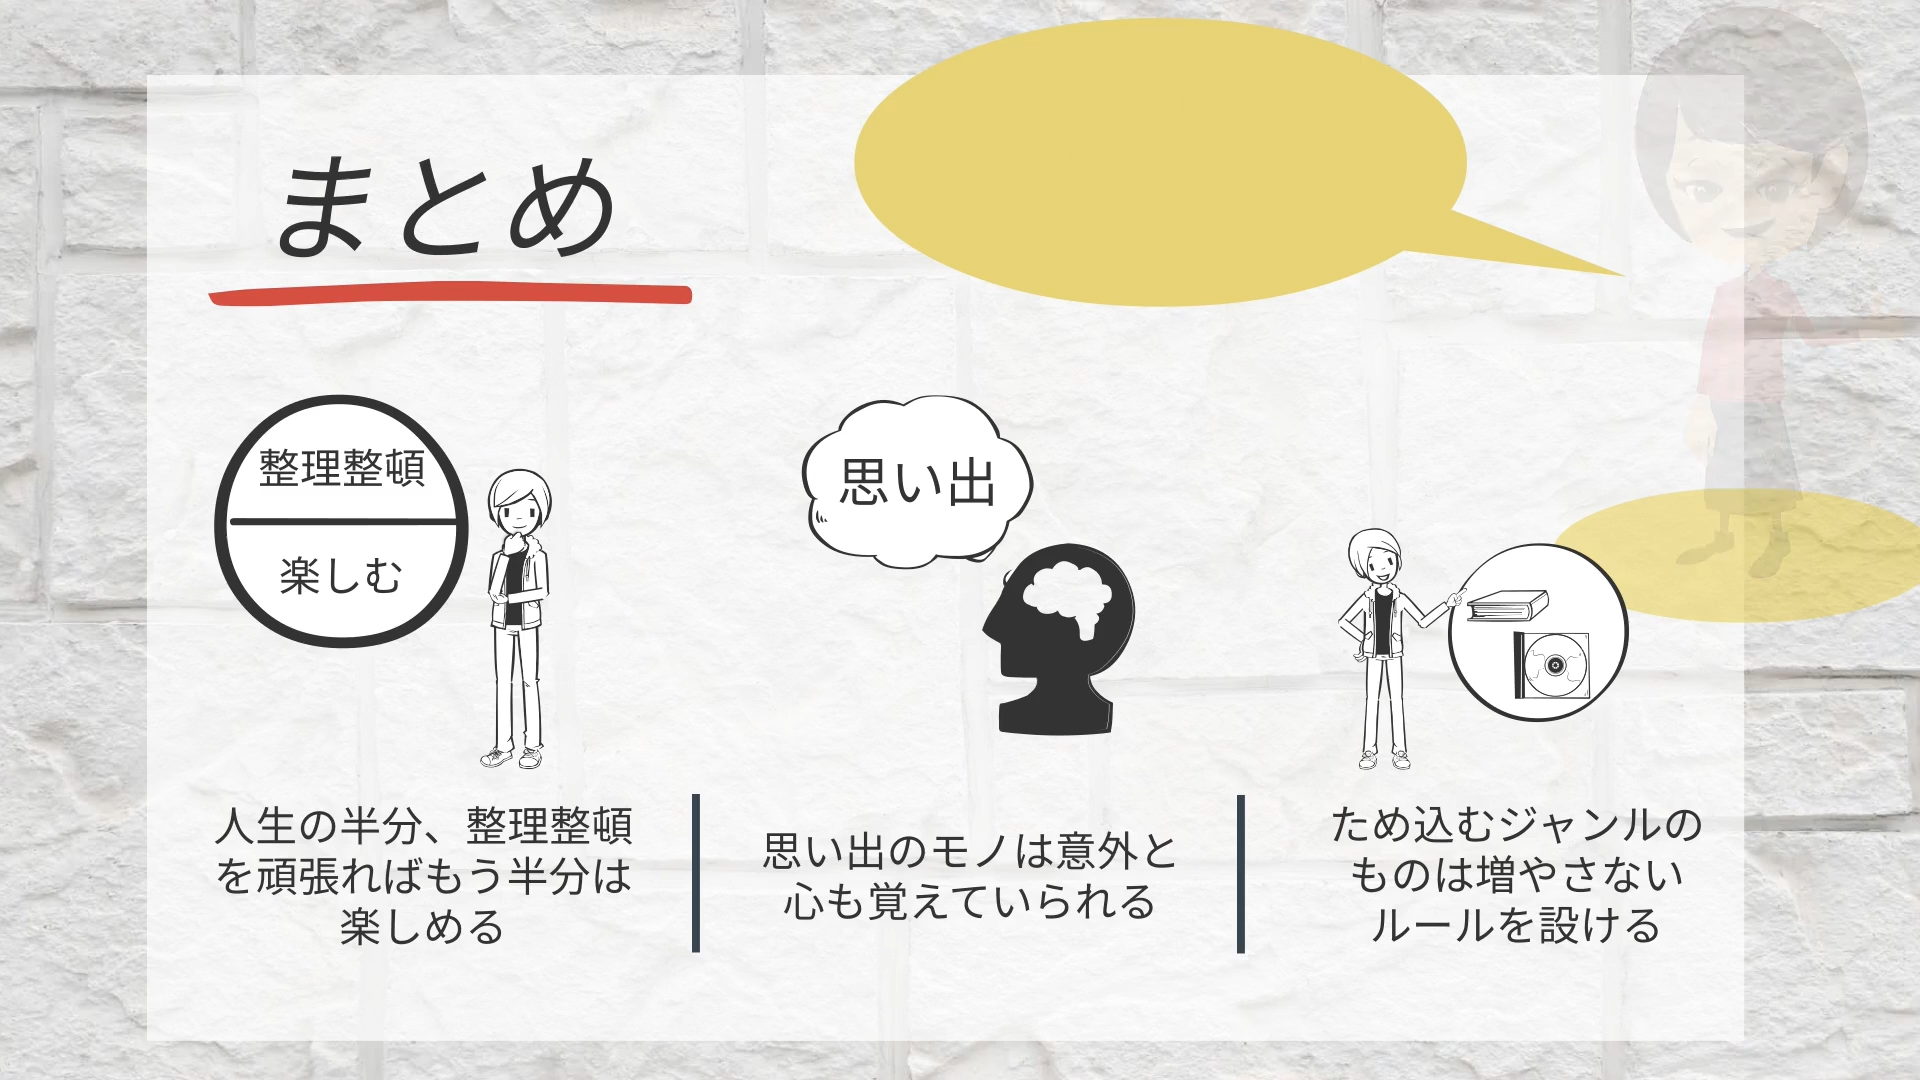 まとめ
整理整頓
楽しむ
思い出
人生の半分、整理整頓
を頑張ればもう半分は
楽しめる
思い出のモノは意外と
心も覚えていられる
ため込むジャンルの
ものは増やさない
ルールを設ける